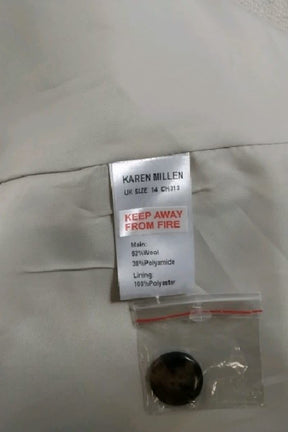 KAREN MILLEN
UK SIZE 14
KEEP AWAY
FROM FIRE
Main:
62%Wool
38%Polyamide
Lining:
100%Polyester